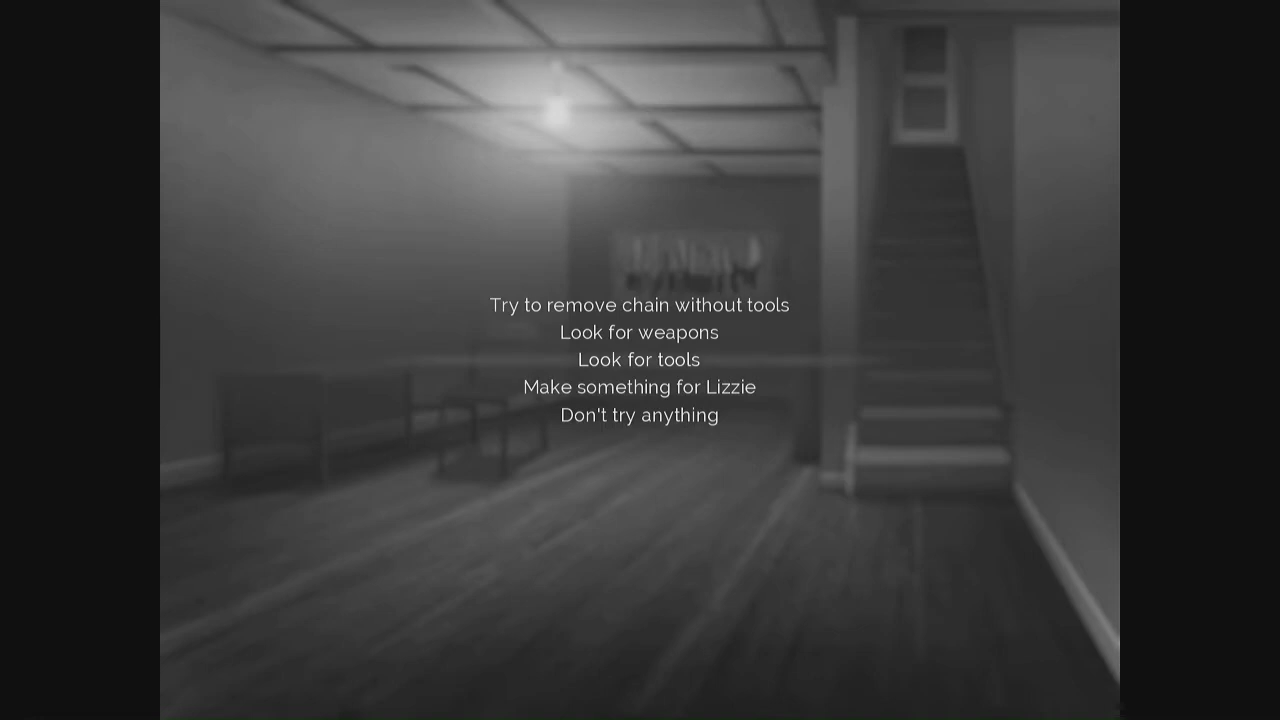 Try to remove chain without tools
Look for weapons
Look for tools
Make something for Lizzie
Don't try anything